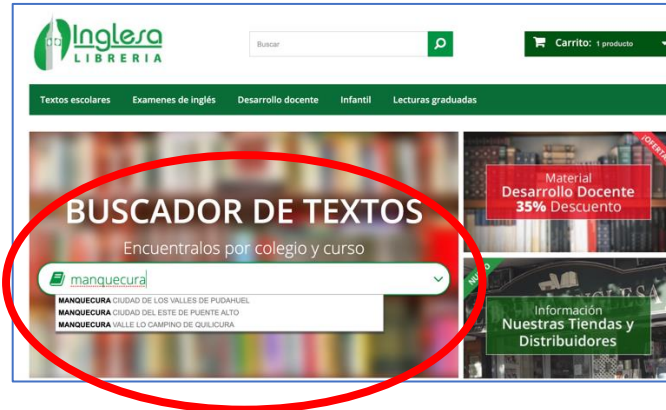 Inglesa
LIBRERIA
Buscar
Carrito: 1 producto
Textos escolares Examenes de inglés Desarrollo docente Infantil Lecturas graduadas
BUSCADOR DE TEXTOS
Encuentralos por colegio y curso
manquecura
MANQUECURA CIUDAD DE LOS VALLES DE PUDAHUEL
MANQUECURA CIUDAD DEL ESTE DE PUENTE ALTO
MANQUECURA VALLE LO CAMPINO DE QUILICURA
¡OFERTA
Material
Desarrollo Docente
35% Descuento
NUEVO
Información
Nuestras Tiendas y
Distribuidores